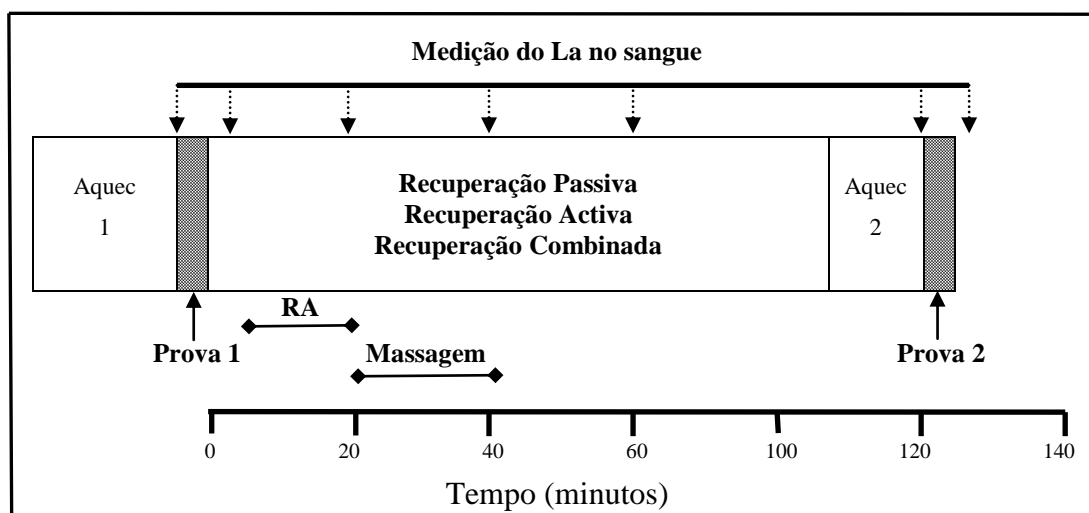 Medição do La no sangue
Aquec
1
Recuperação Passiva
Recuperação Activa
Recuperação Combinada
Aquec
2
RA
Prova 1
Massagem
Prova 2
0 20 40 60 100 120 140
Tempo (minutos)